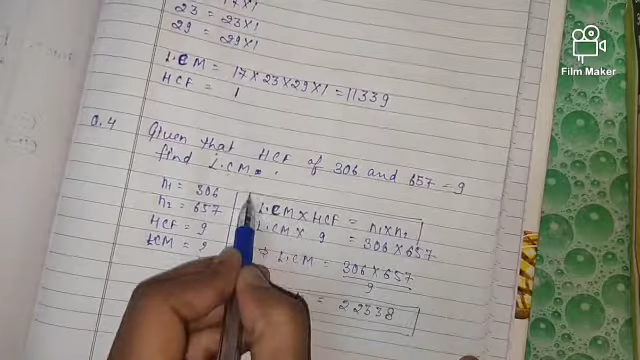 17×1
23 = 23×1
29 = 29×1
L.CM = 17×23×29×1 = 11339
HCF = 1
Q.4 Given that HCF of 306 and 657 = 9
find L.CM.
n1 = 306
n2 = 657
HCF = 9
LCM = ?
L.CM × HCF = n1×n2
L.CM × 9 = 306×657
⇒ L.CM = 306×657
9
= 22338
Film Maker